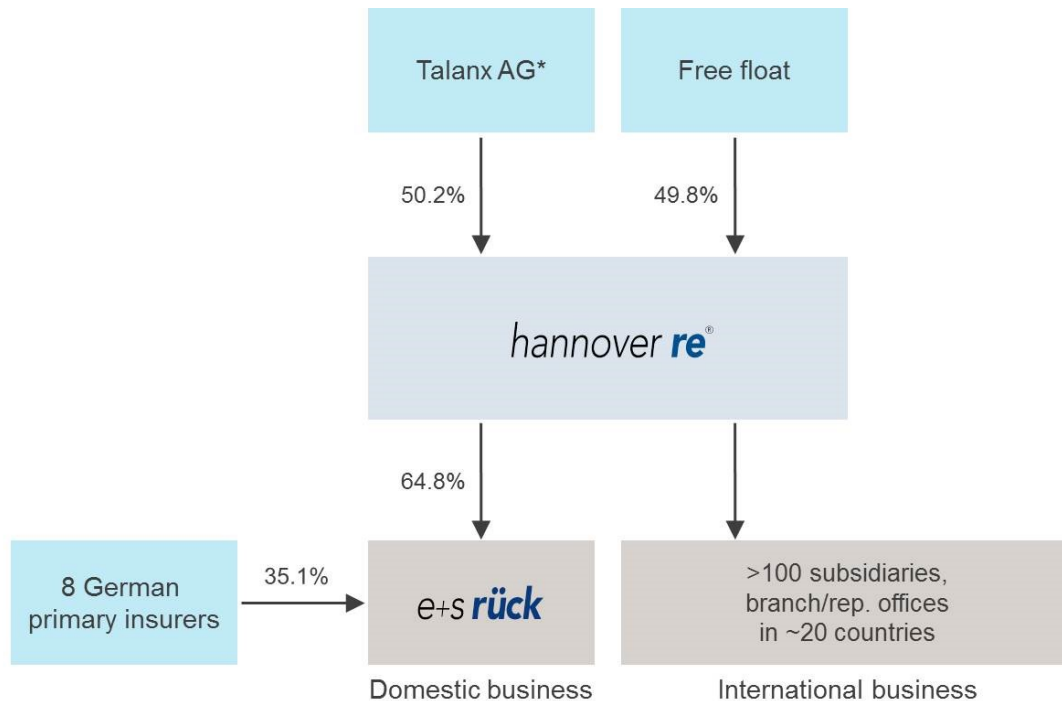 Talanx AG*
Free float
50.2%
49.8%
hannover re®
64.8%
8 German
primary insurers
35.1%
e+s rück
>100 subsidiaries,
branch/rep. offices
in ~20 countries
Domestic business
International business